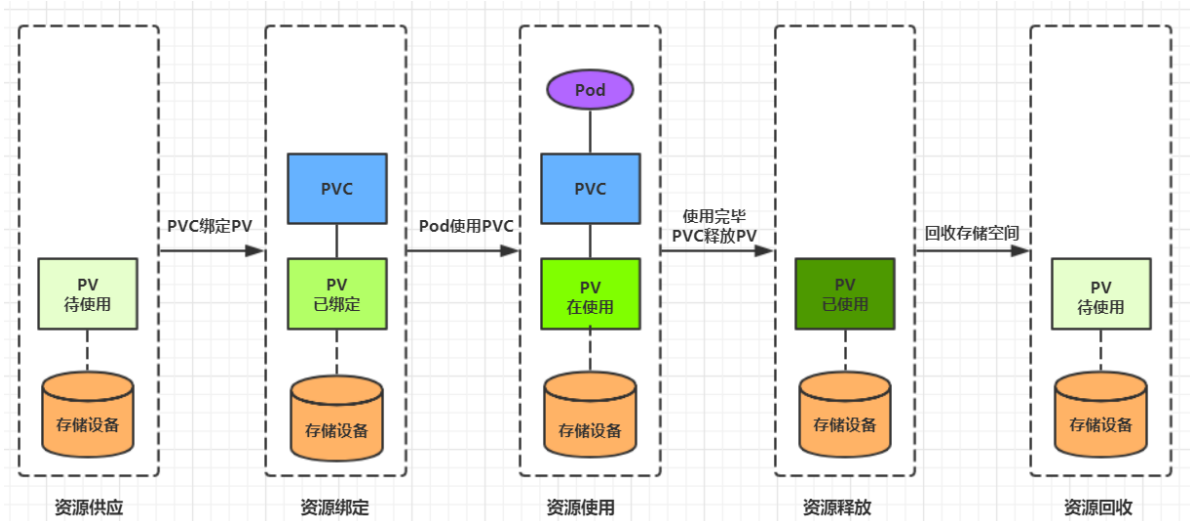 Pod
PVC
PVC
PVC绑定PV
Pod使用PVC
使用完毕
PVC释放PV
回收存储空间
PV
待使用
PV
已绑定
PV
在使用
PV
已使用
PV
待使用
存储设备
存储设备
存储设备
存储设备
存储设备
资源供应
资源绑定
资源使用
资源释放
资源回收